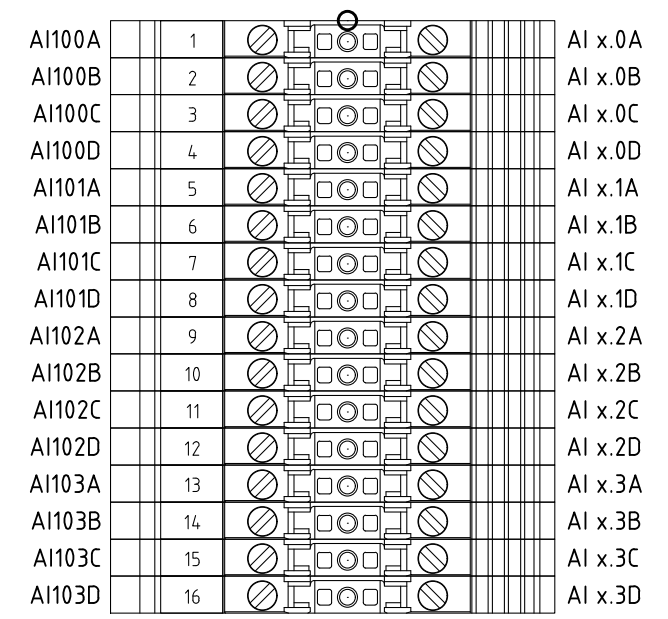 AI100A 1 AI x.0A
AI100B 2 AI x.0B
AI100C 3 AI x.0C
AI100D 4 AI x.0D
AI101A 5 AI x.1A
AI101B 6 AI x.1B
AI101C 7 AI x.1C
AI101D 8 AI x.1D
AI102A 9 AI x.2A
AI102B 10 AI x.2B
AI102C 11 AI x.2C
AI102D 12 AI x.2D
AI103A 13 AI x.3A
AI103B 14 AI x.3B
AI103C 15 AI x.3C
AI103D 16 AI x.3D